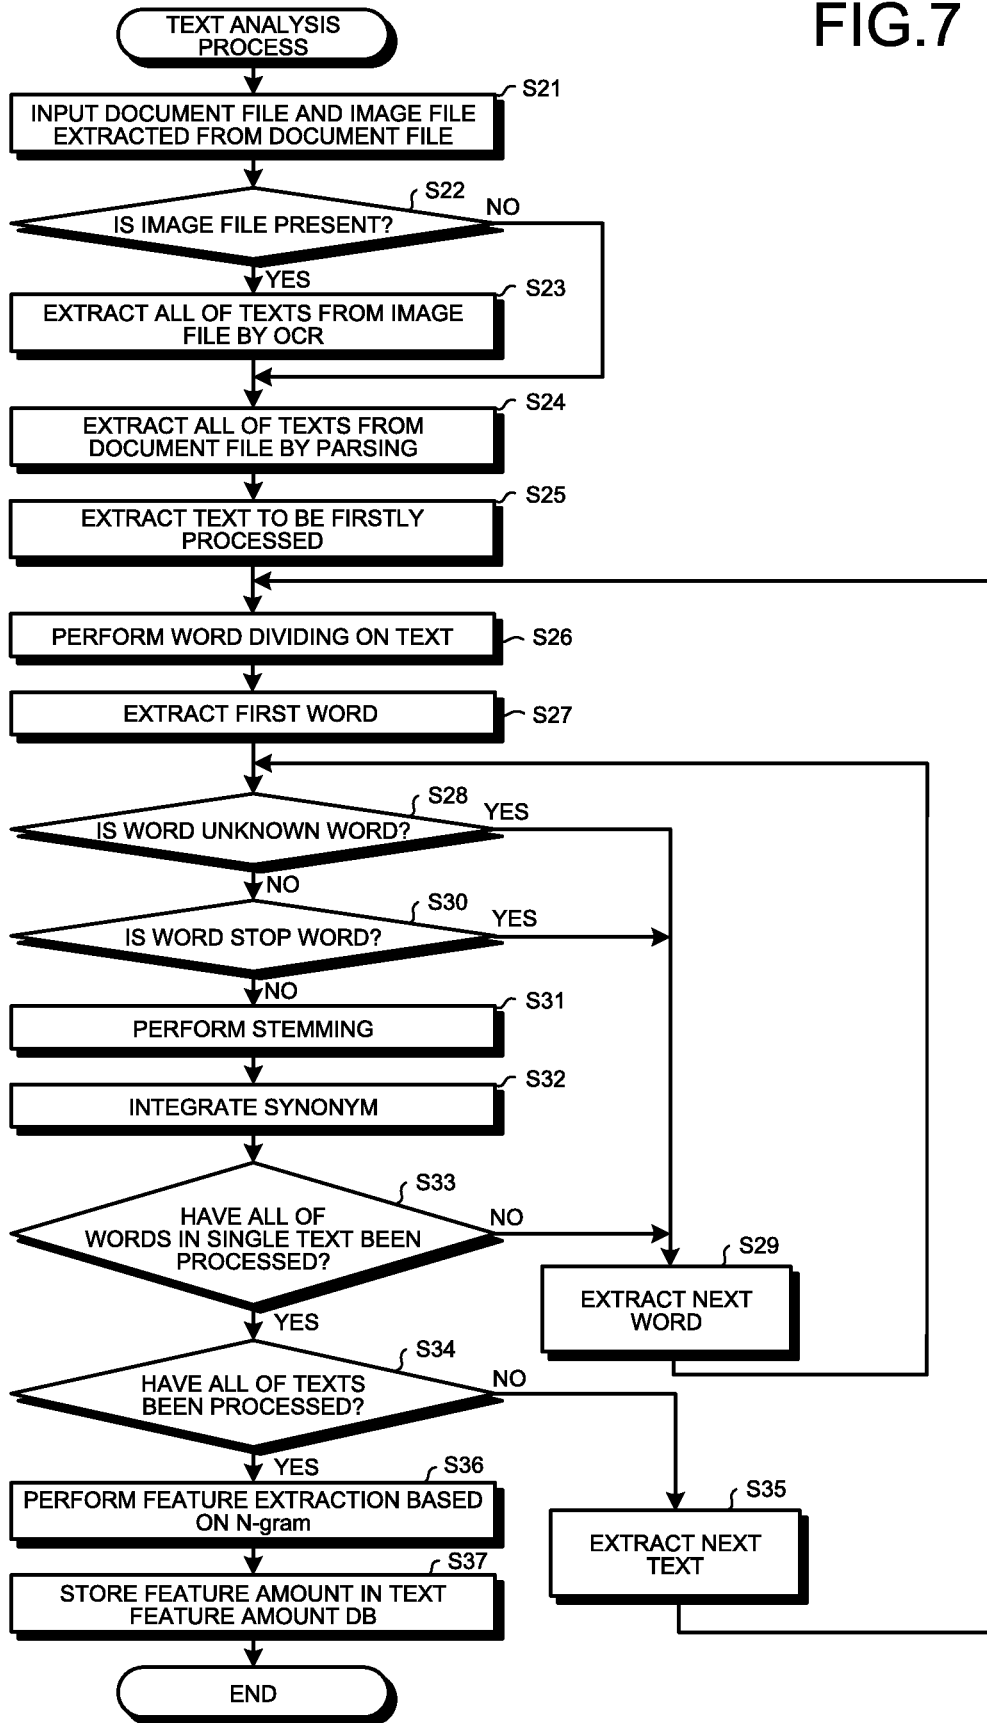 FIG.7
TEXT ANALYSIS
PROCESS
S21
INPUT DOCUMENT FILE AND IMAGE FILE
EXTRACTED FROM DOCUMENT FILE
S22
IS IMAGE FILE PRESENT?
NO
YES
S23
EXTRACT ALL OF TEXTS FROM IMAGE
FILE BY OCR
S24
EXTRACT ALL OF TEXTS FROM
DOCUMENT FILE BY PARSING
S25
EXTRACT TEXT TO BE FIRSTLY
PROCESSED
PERFORM WORD DIVIDING ON TEXT
S26
EXTRACT FIRST WORD
S27
S28
IS WORD UNKNOWN WORD?
YES
NO
S30
IS WORD STOP WORD?
YES
NO
S31
PERFORM STEMMING
S32
INTEGRATE SYNONYM
S33
HAVE ALL OF
WORDS IN SINGLE TEXT BEEN
PROCESSED?
NO
YES
S29
EXTRACT NEXT
WORD
S34
HAVE ALL OF TEXTS
BEEN PROCESSED?
NO
YES
S36
PERFORM FEATURE EXTRACTION BASED
ON N-gram
S35
EXTRACT NEXT
TEXT
S37
STORE FEATURE AMOUNT IN TEXT
FEATURE AMOUNT DB
END